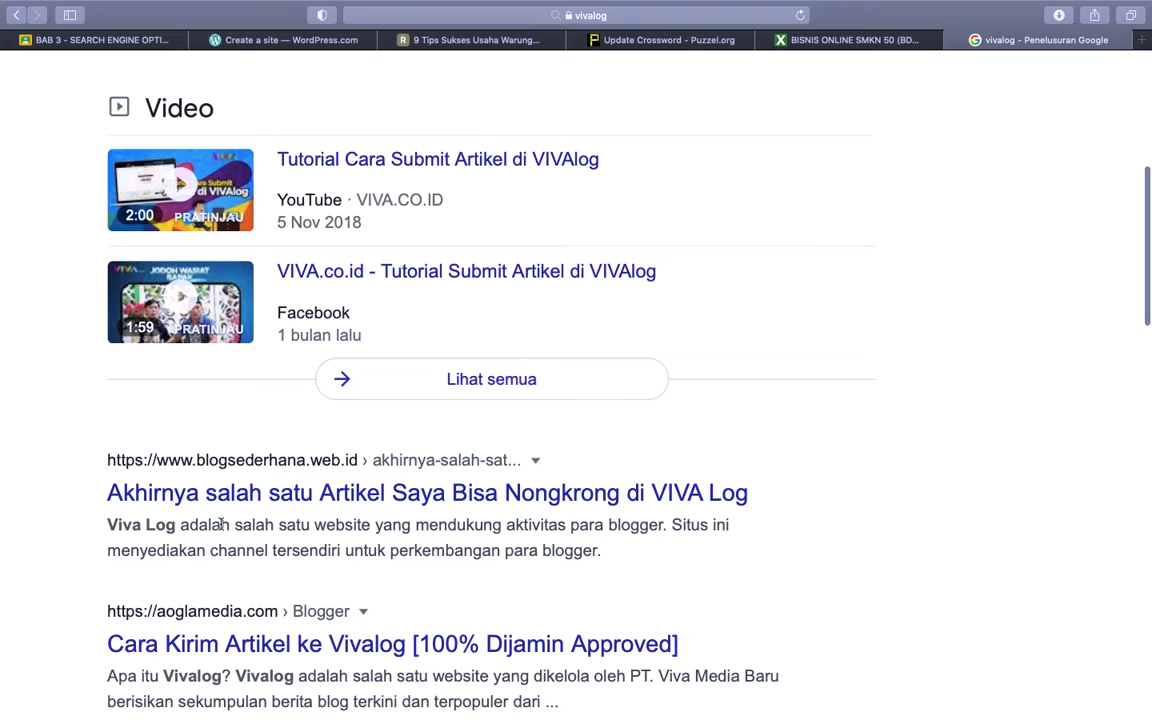 vivalog
BAB 3 - SEARCH ENGINE OPTI...
Create a site — WordPress.com
9 Tips Sukses Usaha Warung...
Update Crossword - Puzzel.org
BISNIS ONLINE SMKN 50 (BD...
vivalog - Penelusuran Google
Video
Tutorial Cara Submit Artikel di VIVAlog
YouTube · VIVA.CO.ID
5 Nov 2018
2:00
PRATINJAU
VIVA.co.id - Tutorial Submit Artikel di VIVAlog
Facebook
1 bulan lalu
JODOH WASIAT
BAPAK
1:59
PRATINJAU
Lihat semua
https://www.blogsederhana.web.id › akhirnya-salah-sat...
Akhirnya salah satu Artikel Saya Bisa Nongkrong di VIVA Log
Viva Log adalah salah satu website yang mendukung aktivitas para blogger. Situs ini
menyediakan channel tersendiri untuk perkembangan para blogger.
https://aoglamedia.com › Blogger
Cara Kirim Artikel ke Vivalog [100% Dijamin Approved]
Apa itu Vivalog? Vivalog adalah salah satu website yang dikelola oleh PT. Viva Media Baru
berisikan sekumpulan berita blog terkini dan terpopuler dari ...